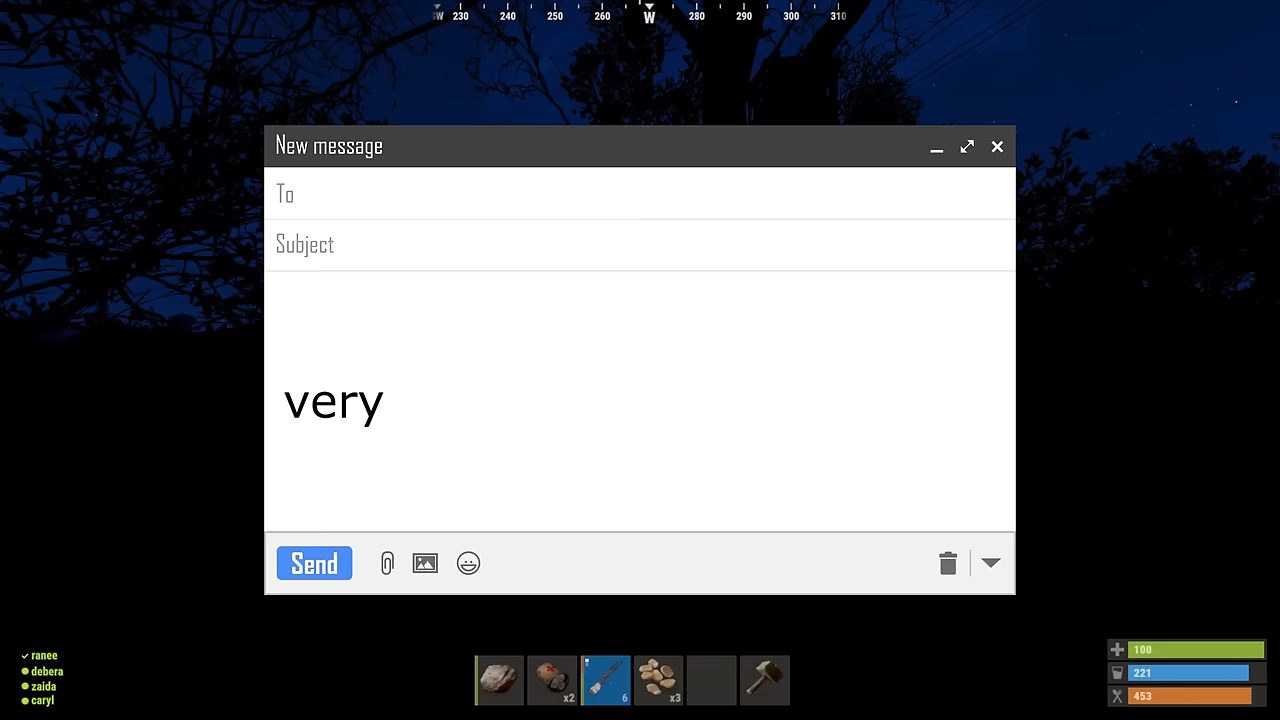 SW 230 240 250 260 W 280 290 300 310
New message
To
Subject
very
Send
ranee
debera
zaida
caryl
x2 6 x3
100
221
453